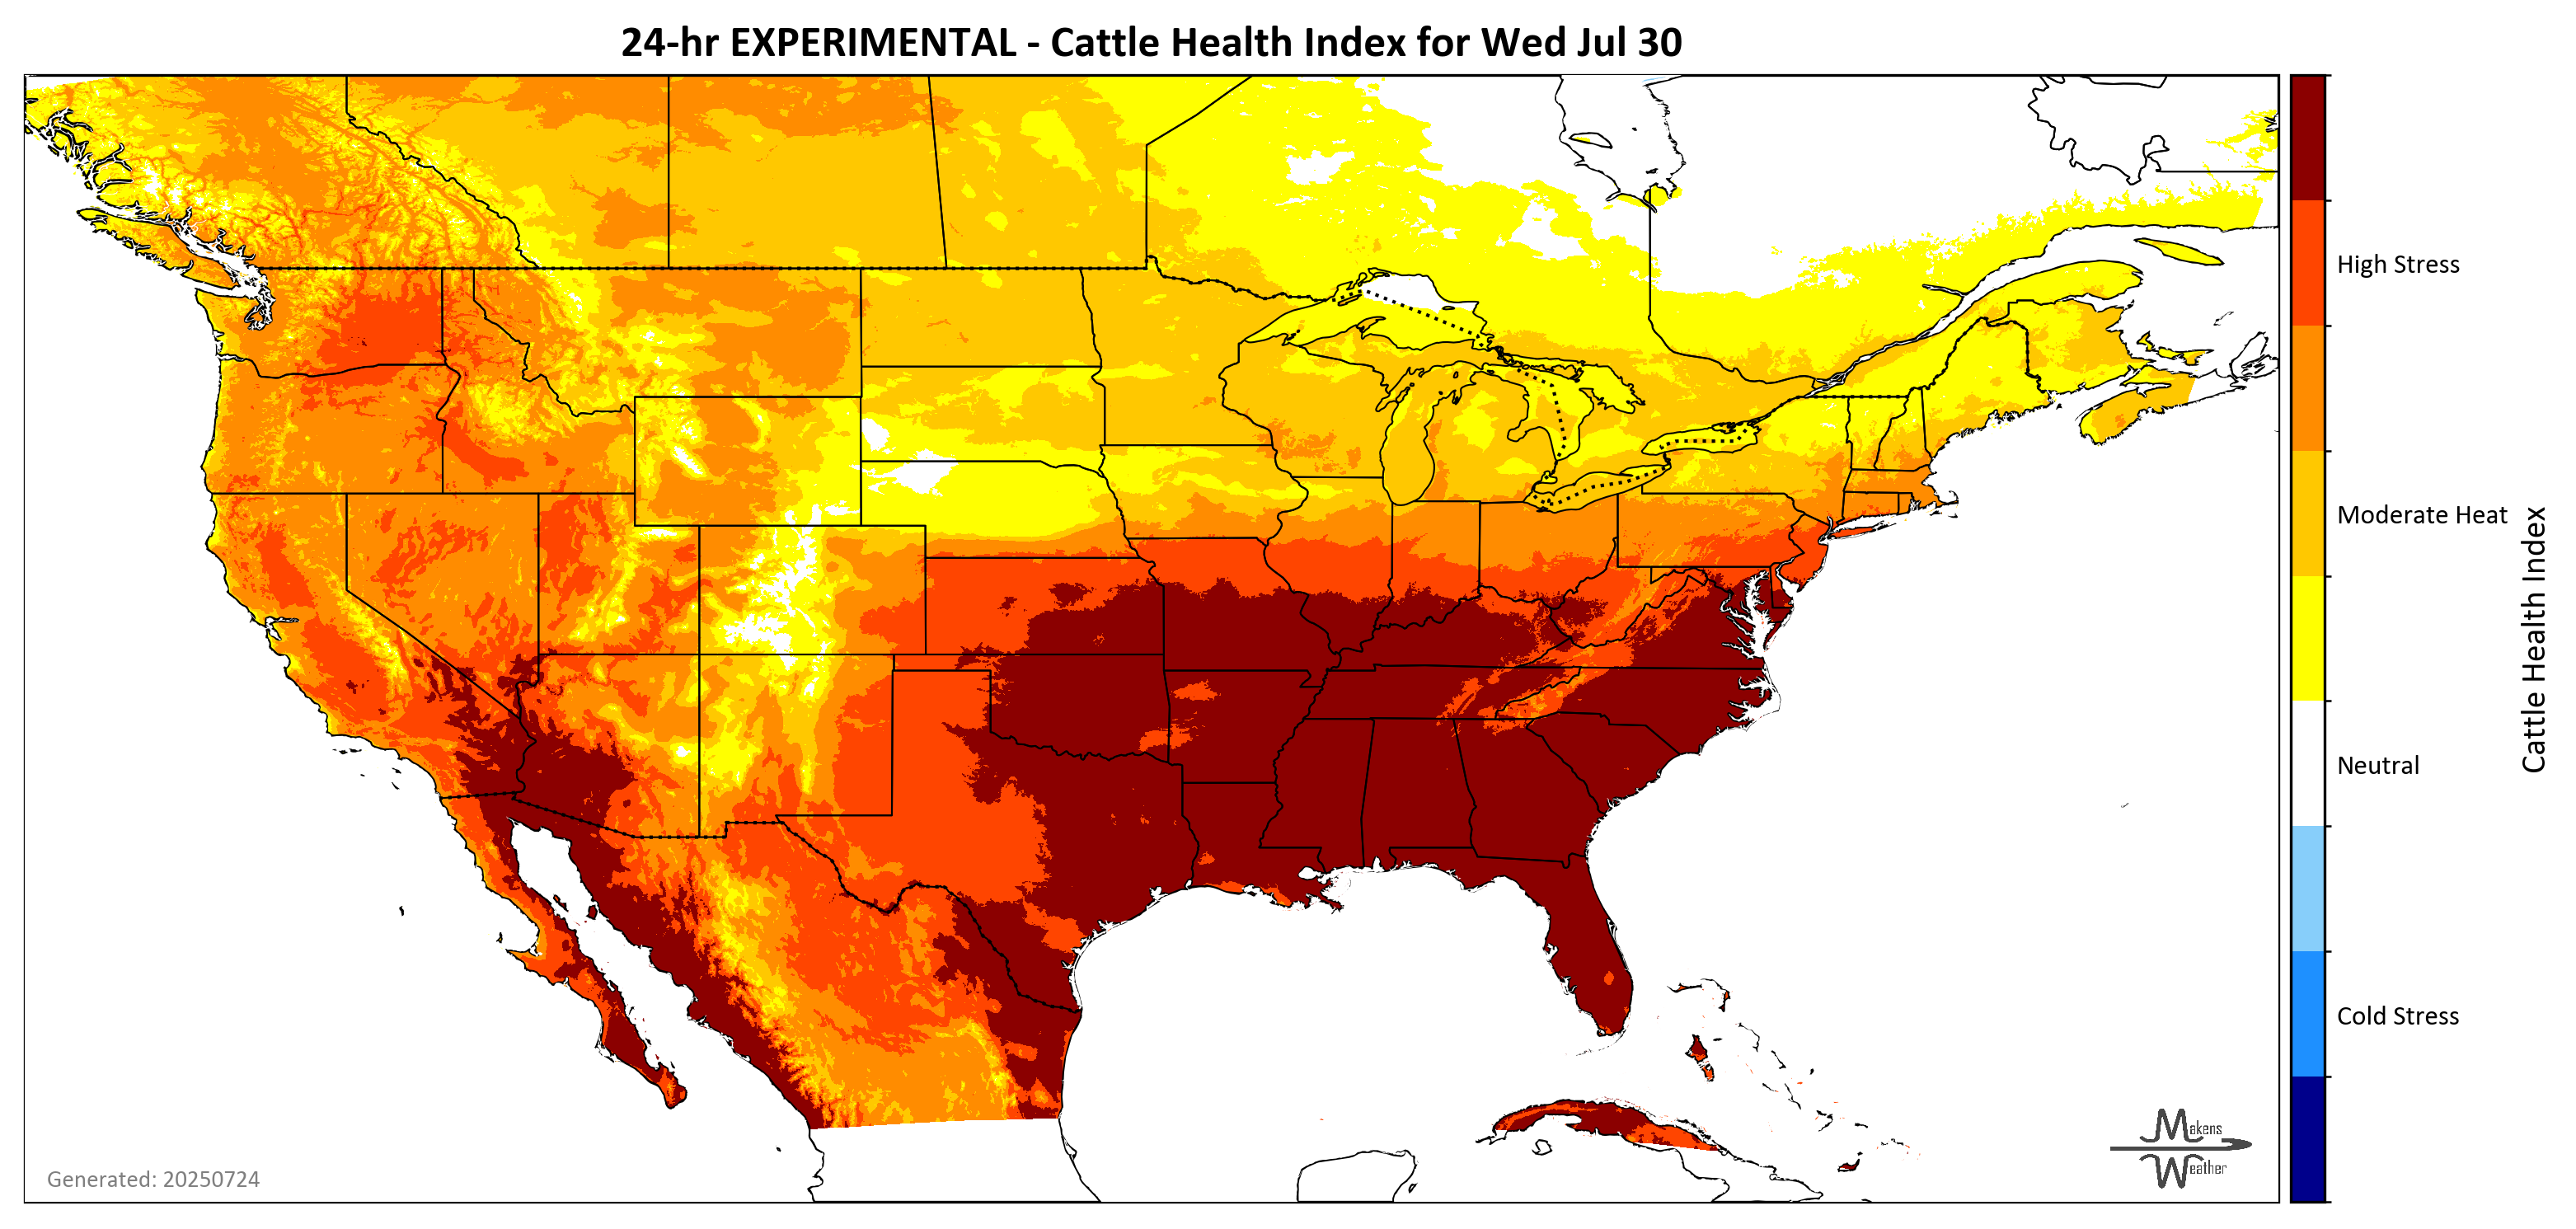 24-hr EXPERIMENTAL - Cattle Health Index for Wed Jul 30
High Stress
Moderate Heat
Neutral
Cold Stress
Cattle Health Index
Generated: 20250724
Makens
Weather